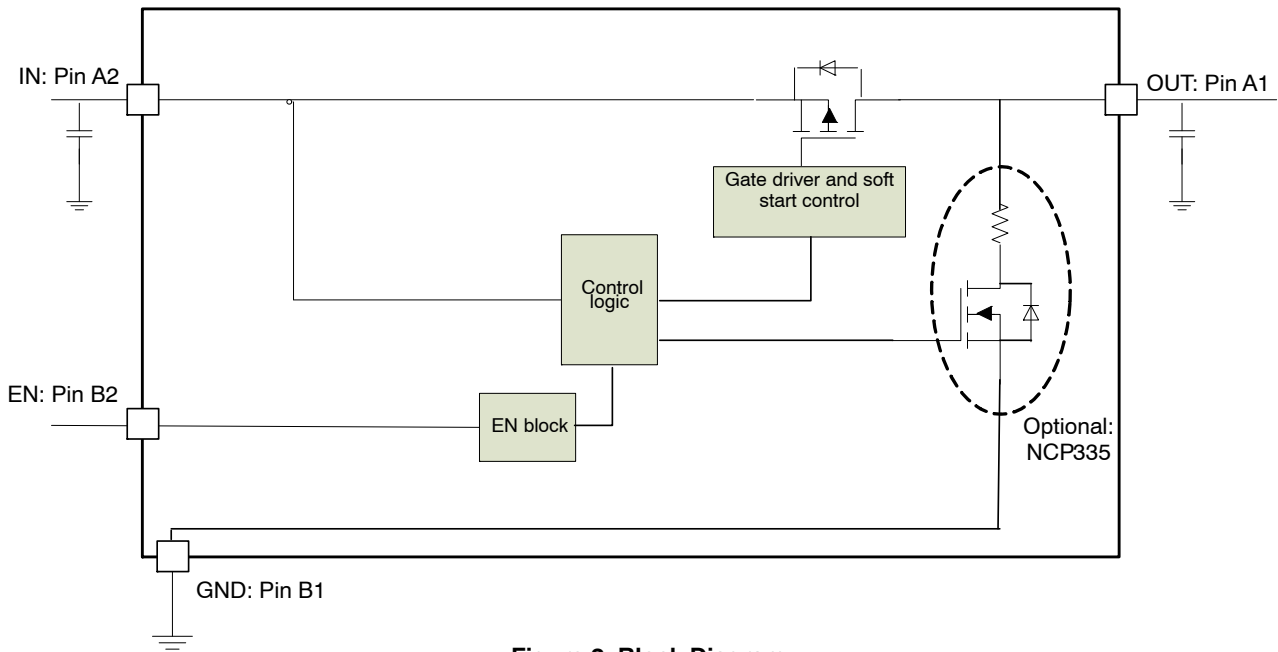 IN: Pin A2
OUT: Pin A1
Gate driver and soft
start control
Control
logic
EN: Pin B2
EN block
Optional:
NCP335
GND: Pin B1